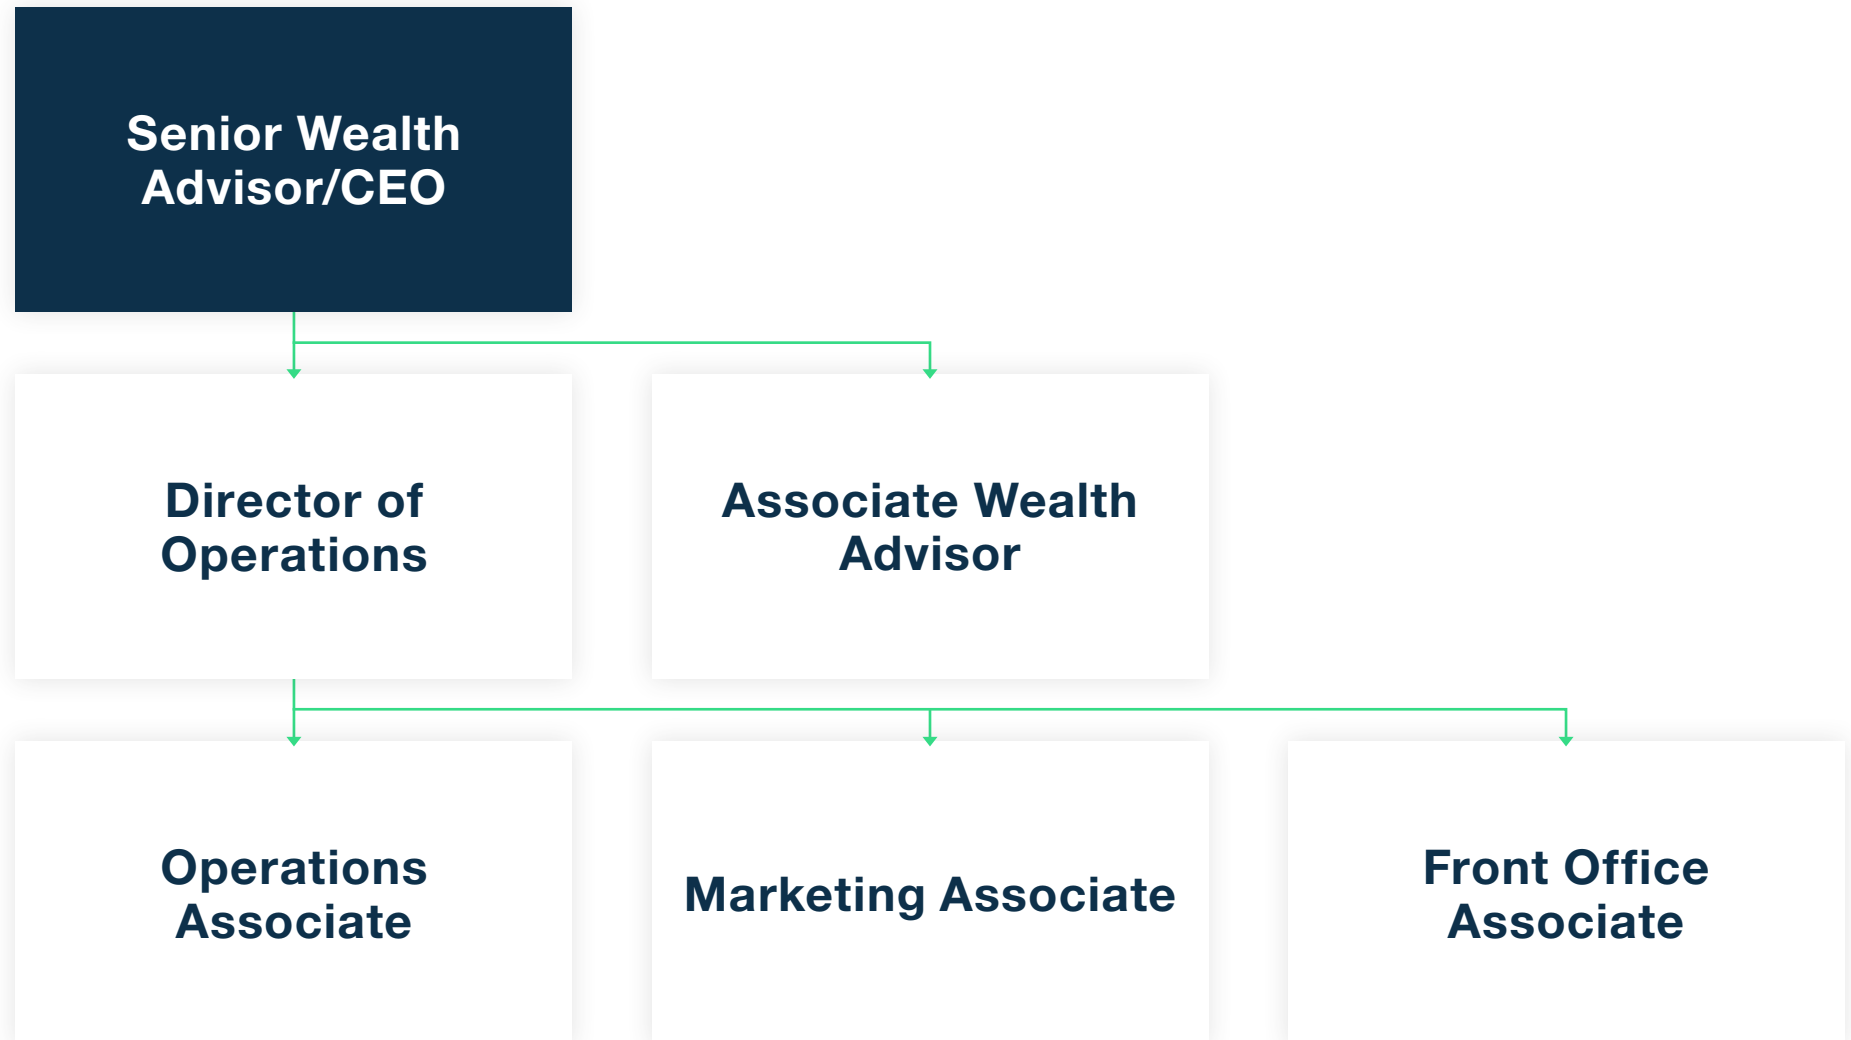 Senior Wealth
Advisor/CEO
Director of
Operations
Associate Wealth
Advisor
Operations
Associate
Marketing Associate
Front Office
Associate